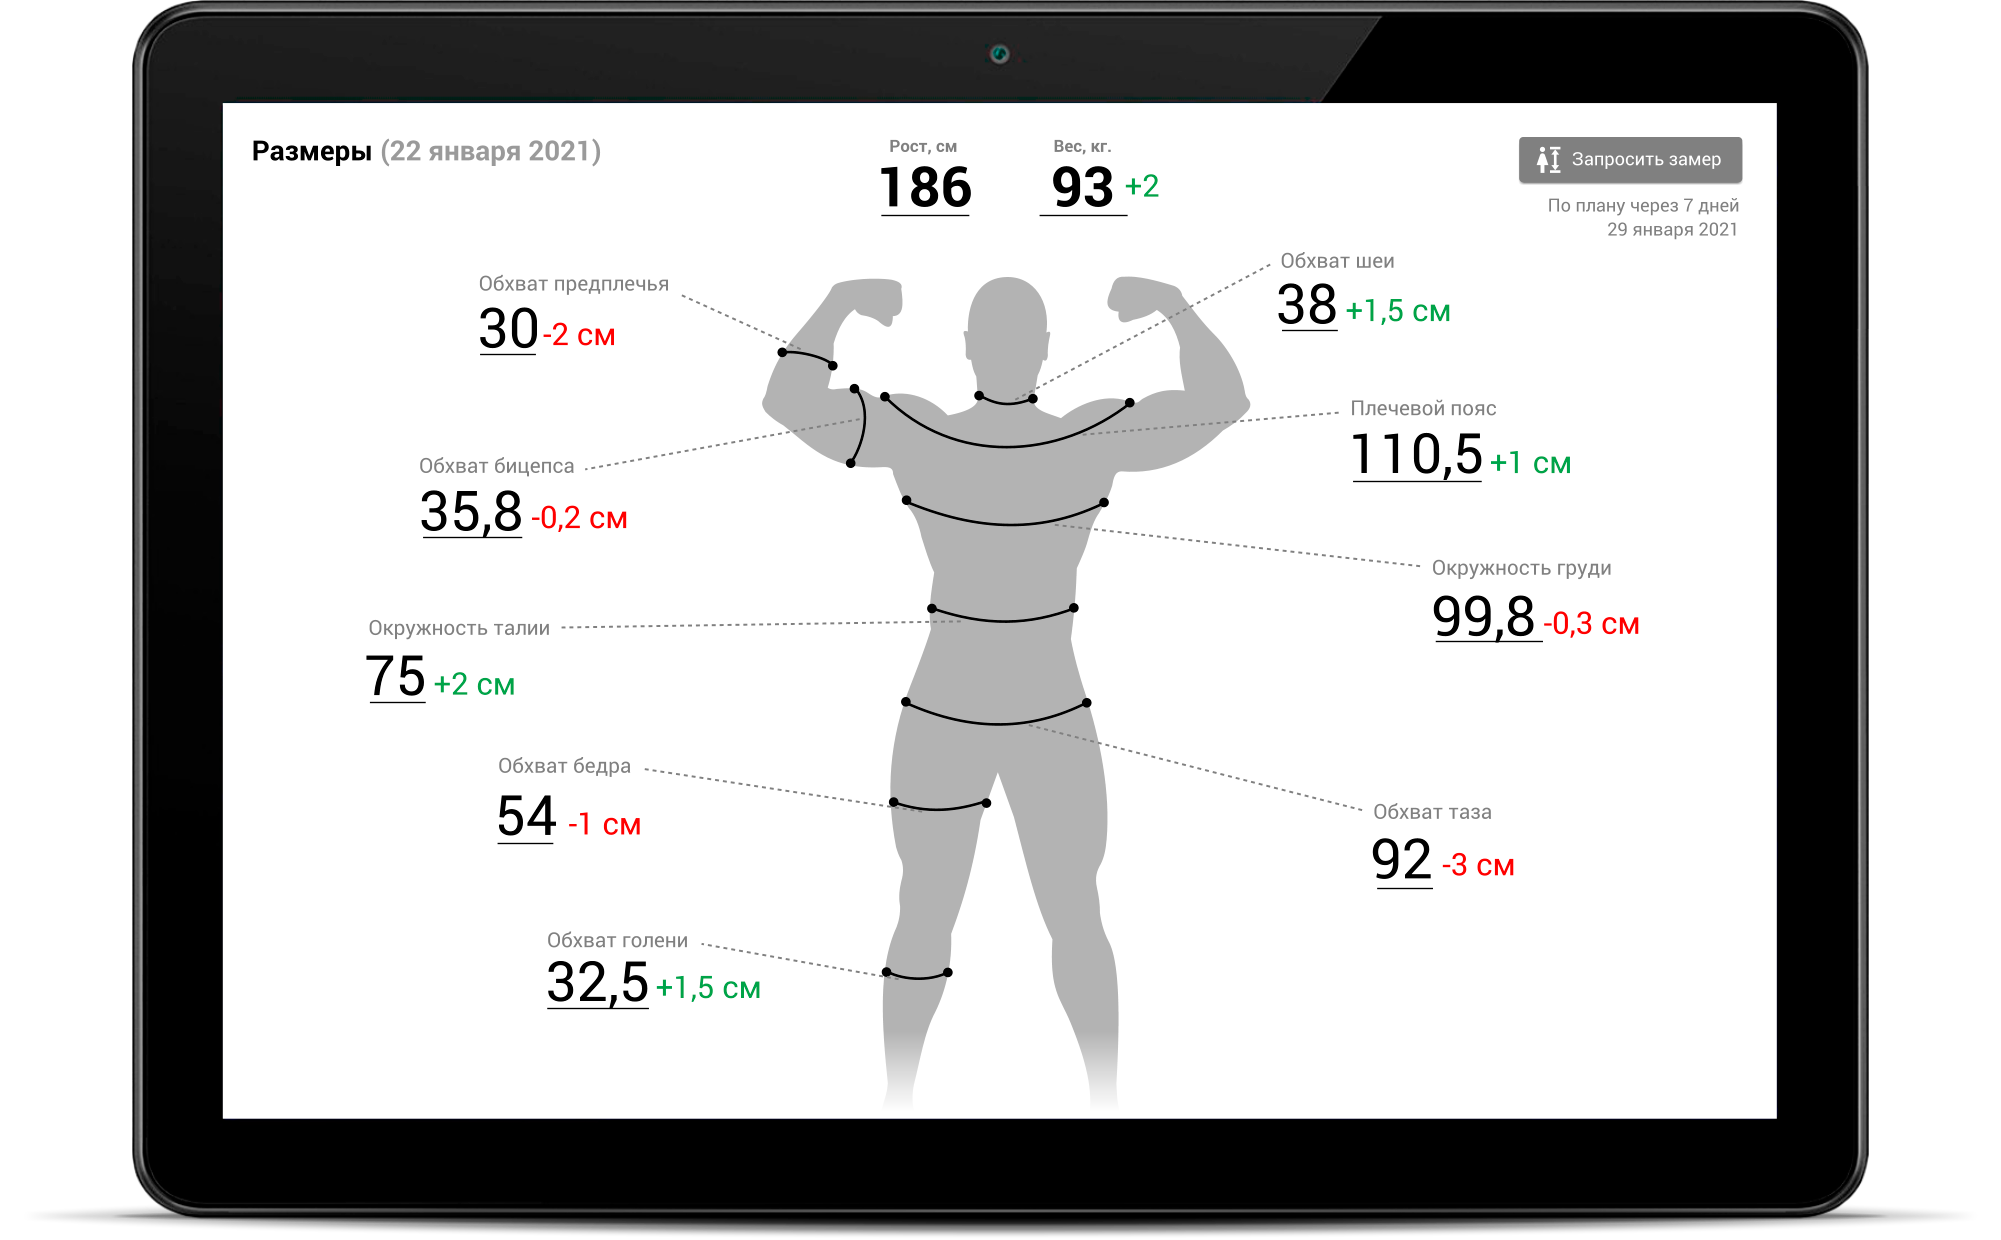 Размеры (22 января 2021)
Рост, см
186
Вес, кг.
93 +2
Запросить замер
По плану через 7 дней
29 января 2021
Обхват шеи
38 +1,5 см
Обхват предплечья
30 -2 см
Плечевой пояс
110,5 +1 см
Обхват бицепса
35,8 -0,2 см
Окружность груди
99,8 -0,3 см
Окружность талии
75 +2 см
Обхват бедра
54 -1 см
Обхват таза
92 -3 см
Обхват голени
32,5 +1,5 см